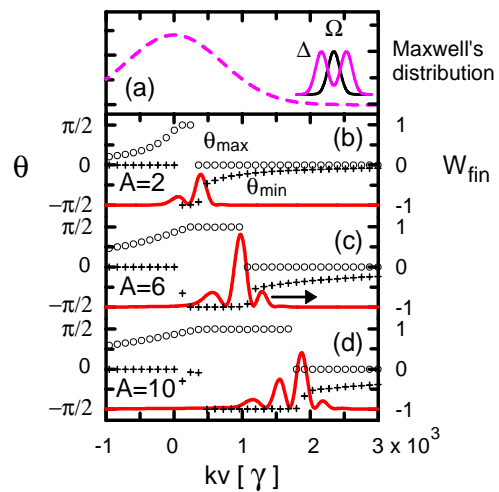 Ω
Δ
(a)
Maxwell's
distribution
π/2
(b)
1
θ
0
θmax
0
Wfin
A=2
θmin
−π/2
-1
π/2
(c)
1
0
0
A=6
−π/2
-1
π/2
(d)
1
0
0
A=10
−π/2
-1
-1 0 1 2 3 x 10³
kv [ γ ]